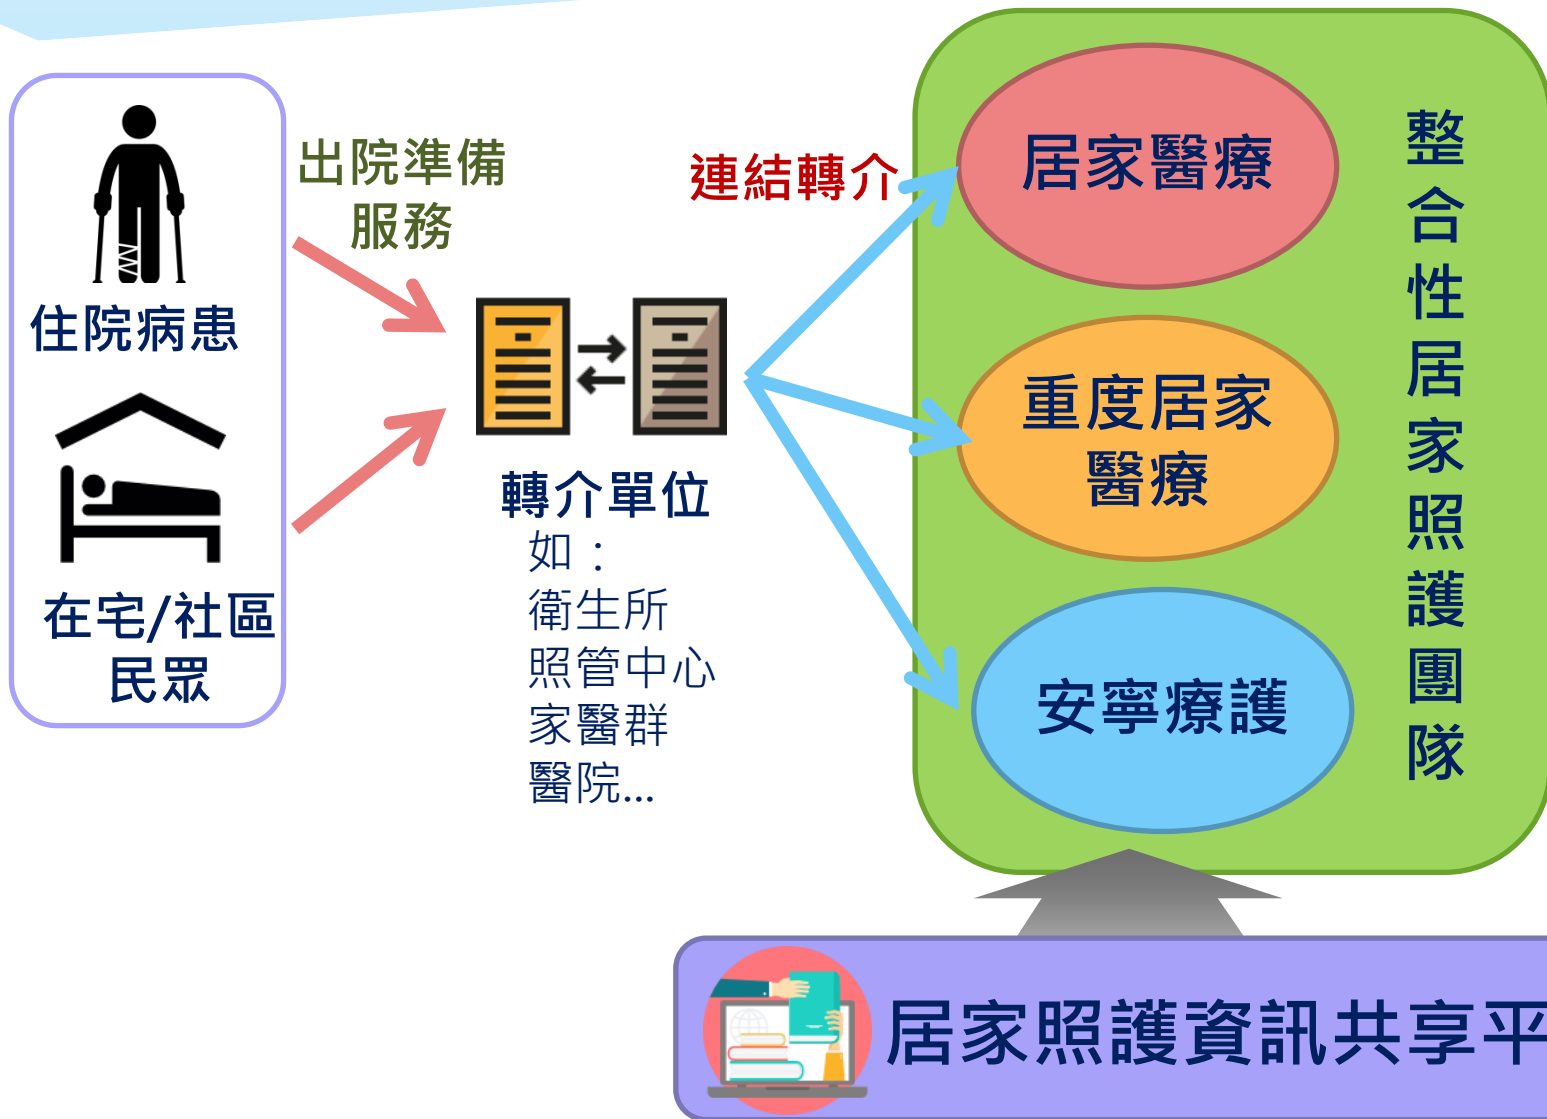 住院病患
在宅/社區
民眾
出院準備
服務
轉介單位
如：
衛生所
照管中心
家醫群
醫院...
連結轉介
居家醫療
重度居家
醫療
安寧療護
整合性居家照護團隊
居家照護資訊共享平